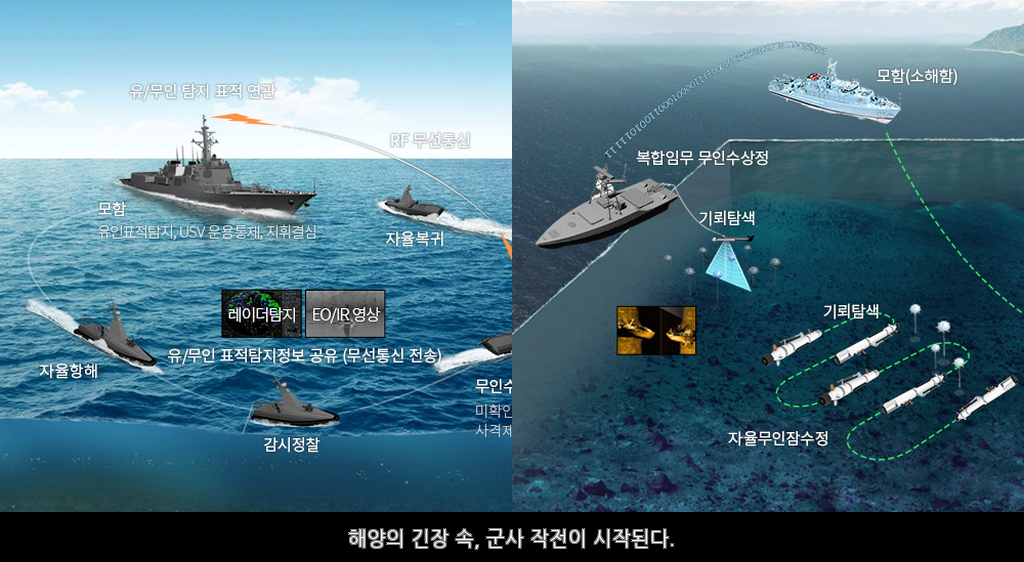 유/무인 탐지 표적 연관
RF 무선통신
모함
유인표적탐지, USV 운용통제, 지휘결심
자율복귀
레이더탐지
EO/IR 영상
유/무인 표적탐지정보 공유 (무선통신 전송)
자율항해
감시정찰
무인수
미확인
사격제
모함(소해함)
복합임무 무인수상정
기뢰탐색
기뢰탐색
자율무인잠수정
해양의 긴장 속, 군사 작전이 시작된다.